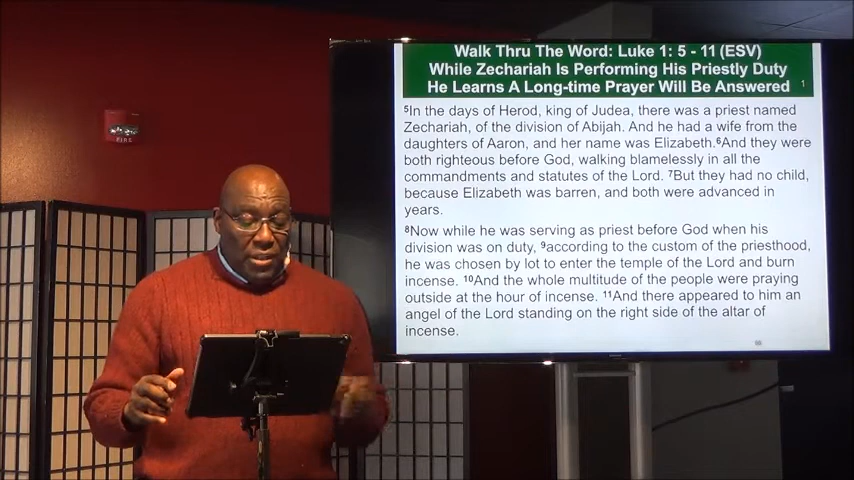 FIRE
Walk Thru The Word: Luke 1: 5 - 11 (ESV)
While Zechariah Is Performing His Priestly Duty
He Learns A Long-time Prayer Will Be Answered 1
5In the days of Herod, king of Judea, there was a priest named
Zechariah, of the division of Abijah. And he had a wife from the
daughters of Aaron, and her name was Elizabeth.6And they were
both righteous before God, walking blamelessly in all the
commandments and statutes of the Lord. 7But they had no child,
because Elizabeth was barren, and both were advanced in
years.
8Now while he was serving as priest before God when his
division was on duty, 9according to the custom of the priesthood,
he was chosen by lot to enter the temple of the Lord and burn
incense. 10And the whole multitude of the people were praying
outside at the hour of incense. 11And there appeared to him an
angel of the Lord standing on the right side of the altar of
incense.